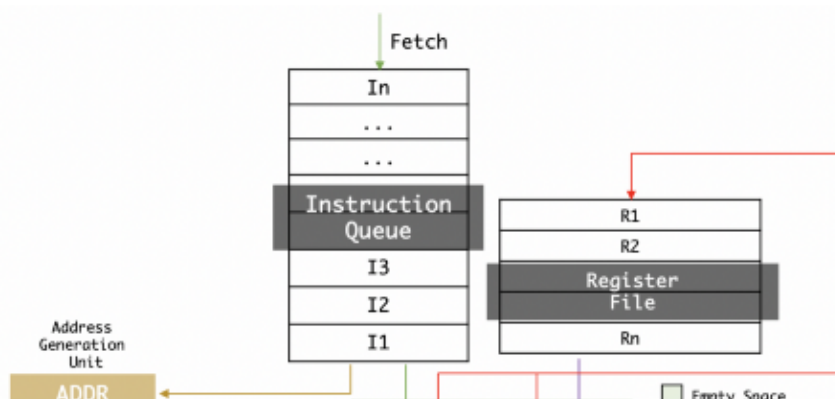 Fetch
In
...
...
Instruction
Queue
I3
I2
I1
R1
R2
Register
File
Rn
Address
Generation
Unit
ADDR
Empty Space